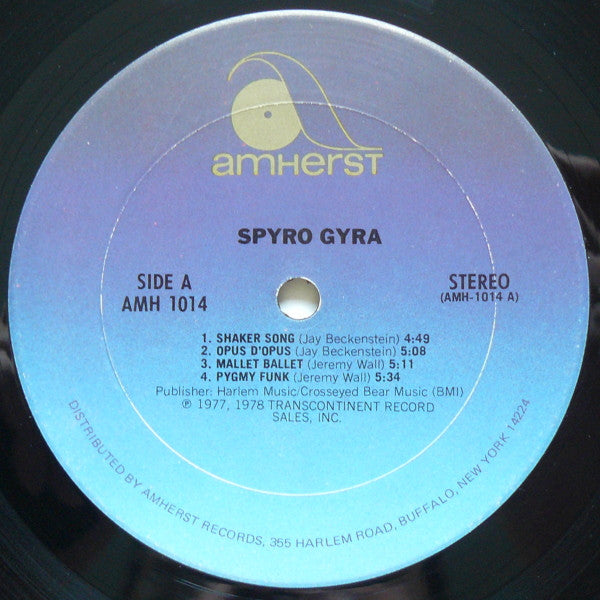 amHersT
SPYRO GYRA
SIDE A
AMH 1014
STEREO
(AMH-1014 A)
1. SHAKER SONG (Jay Beckenstein) 4:49
2. OPUS D'OPUS (Jay Beckenstein) 5:08
3. MALLET BALLET (Jeremy Wall) 5:11
4. PYGMY FUNK (Jeremy Wall) 5:34
Publisher: Harlem Music/Crosseyed Bear Music (BMI)
℗ 1977, 1978 TRANSCONTINENT RECORD
SALES, INC.
DISTRIBUTED BY AMHERST RECORDS, 355 HARLEM ROAD, BUFFALO, NEW YORK 14224